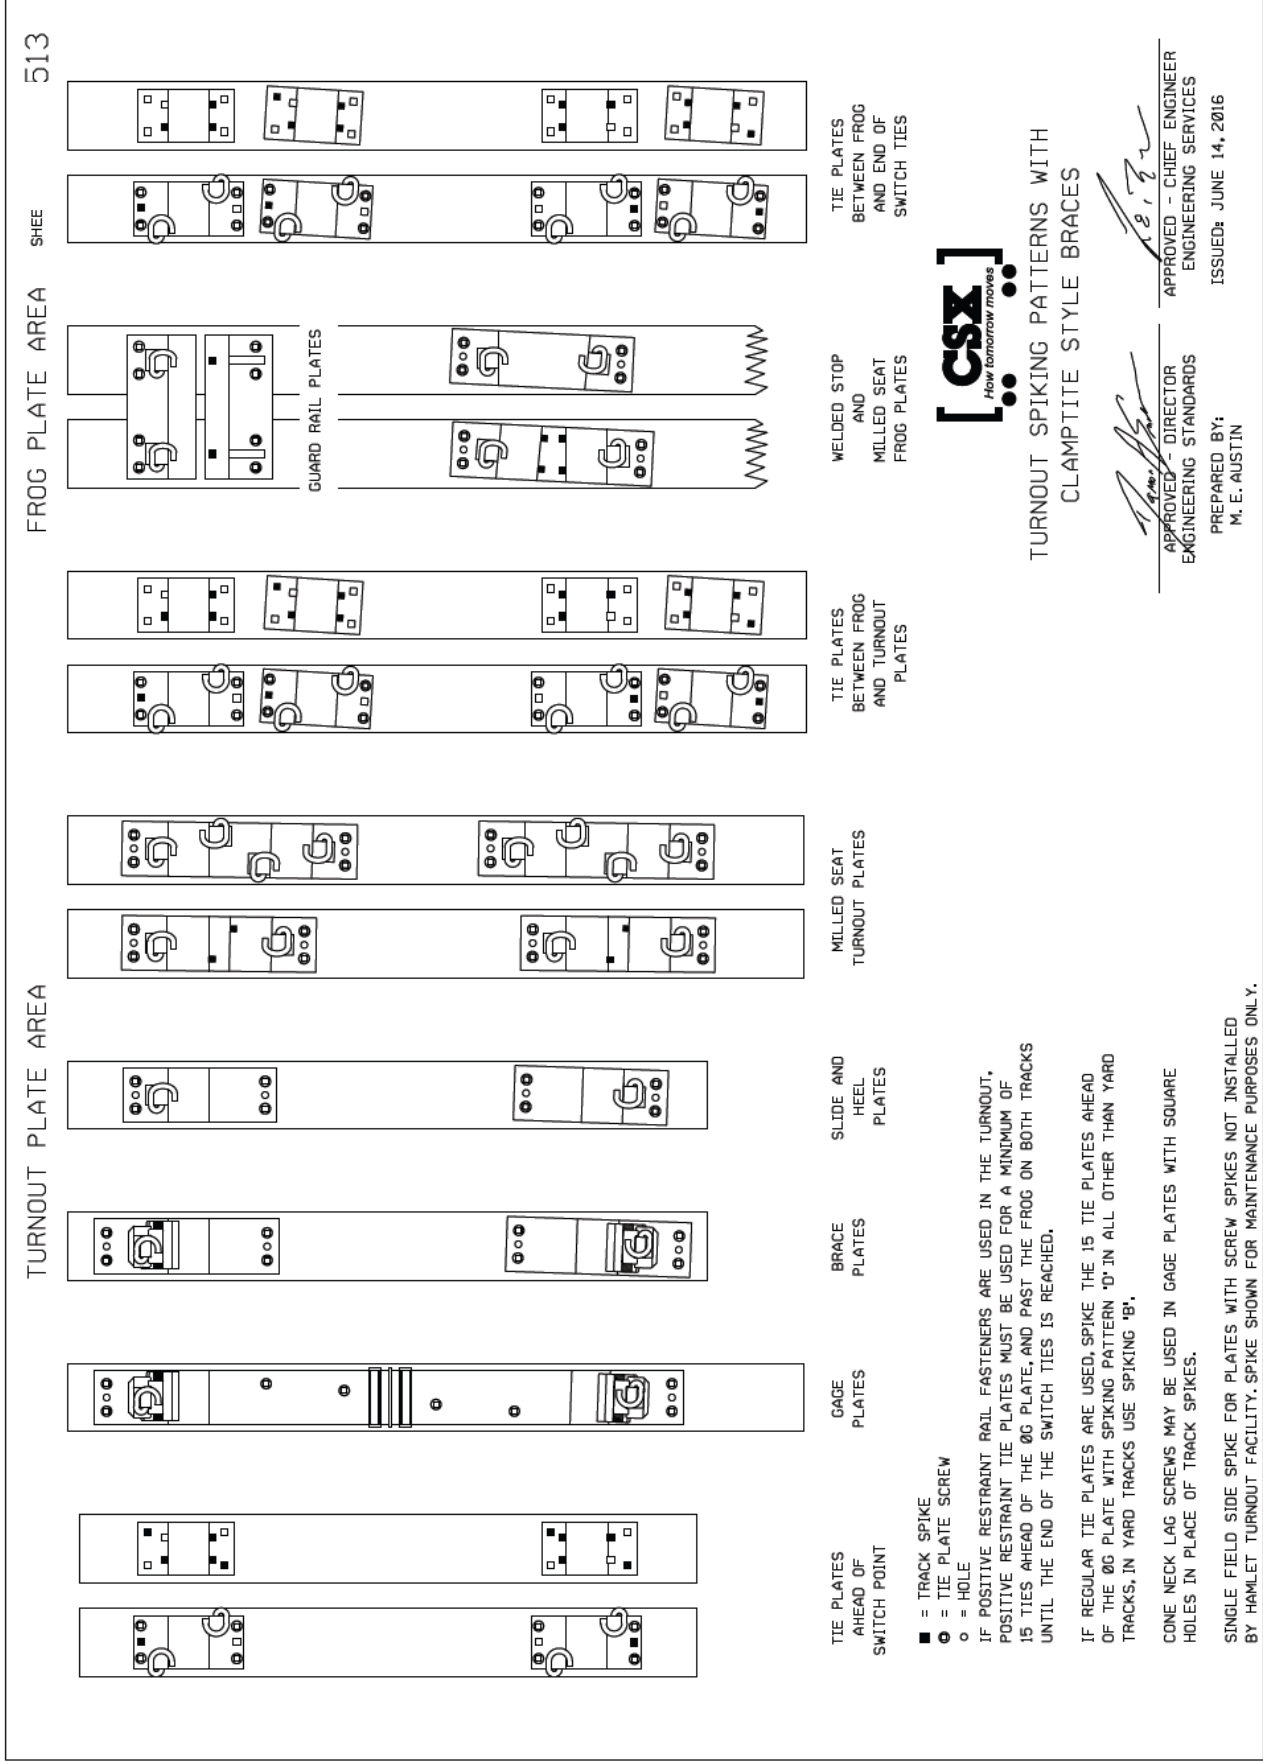 TURNOUT PLATE AREA
FROG PLATE AREA
SHEE
513
GUARD RAIL PLATES
TIE PLATES
AHEAD OF
SWITCH POINT
GAGE
PLATES
BRACE
PLATES
SLIDE AND
HEEL
PLATES
MILLED SEAT
TURNOUT PLATES
TIE PLATES
BETWEEN FROG
AND TURNOUT
PLATES
WELDED STOP
AND
MILLED SEAT
FROG PLATES
TIE PLATES
BETWEEN FROG
AND END OF
SWITCH TIES
■ = TRACK SPIKE
= TIE PLATE SCREW
○ = HOLE
IF POSITIVE RESTRAINT RAIL FASTENERS ARE USED IN THE TURNOUT,
POSITIVE RESTRAINT TIE PLATES MUST BE USED FOR A MINIMUM OF
15 TIES AHEAD OF THE 0G PLATE, AND PAST THE FROG ON BOTH TRACKS
UNTIL THE END OF THE SWITCH TIES IS REACHED.
IF REGULAR TIE PLATES ARE USED, SPIKE THE 15 TIE PLATES AHEAD
OF THE 0G PLATE WITH SPIKING PATTERN 'D' IN ALL OTHER THAN YARD
TRACKS, IN YARD TRACKS USE SPIKING 'B'.
CONE NECK LAG SCREWS MAY BE USED IN GAGE PLATES WITH SQUARE
HOLES IN PLACE OF TRACK SPIKES.
SINGLE FIELD SIDE SPIKE FOR PLATES WITH SCREW SPIKES NOT INSTALLED
BY HAMLET TURNOUT FACILITY. SPIKE SHOWN FOR MAINTENANCE PURPOSES ONLY.
[CSX]
How tomorrow moves
TURNOUT SPIKING PATTERNS WITH
CLAMPTITE STYLE BRACES
APPROVED - DIRECTOR
ENGINEERING STANDARDS
PREPARED BY:
M. E. AUSTIN
APPROVED - CHIEF ENGINEER
ENGINEERING SERVICES
ISSUED: JUNE 14, 2016